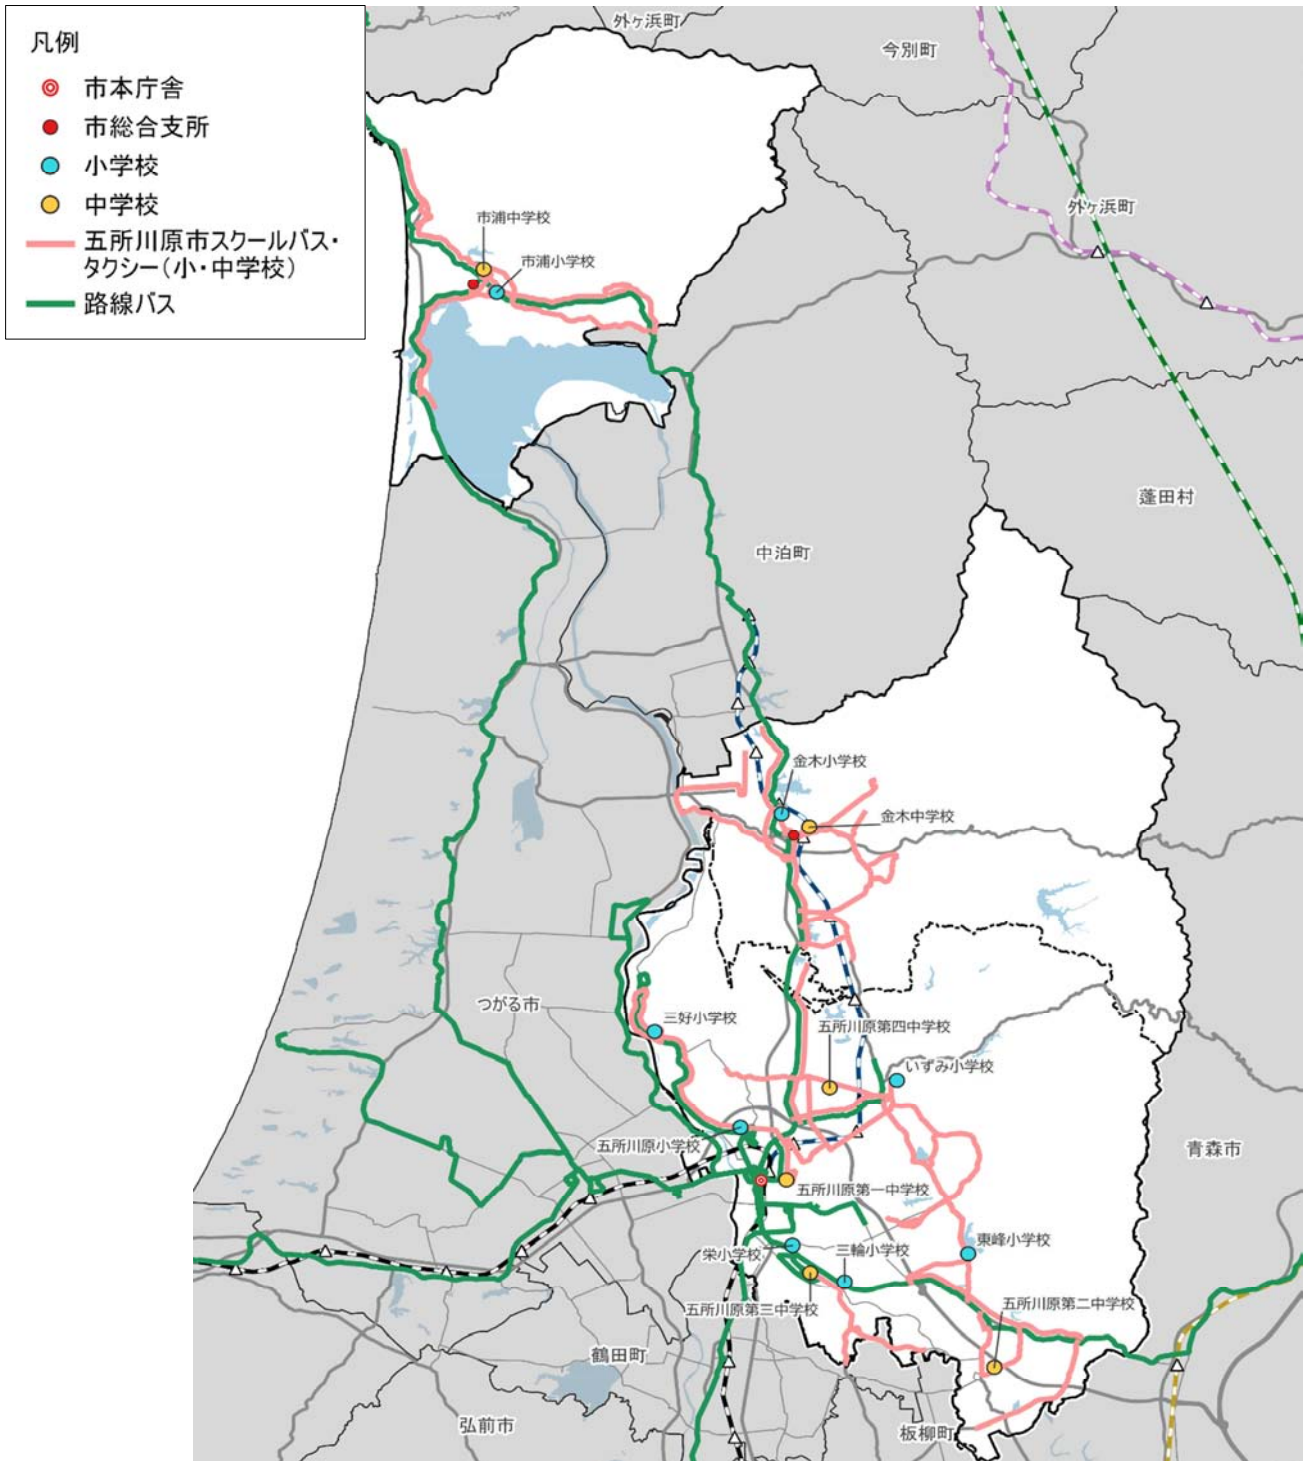 凡例
市本庁舎
市総合支所
小学校
中学校
五所川原市スクールバス・
タクシー(小・中学校)
路線バス
外ヶ浜町
今別町
外ヶ浜町
市浦中学校
市浦小学校
蓬田村
中泊町
金木小学校
金木中学校
つがる市
三好小学校
五所川原第四中学校
いずみ小学校
五所川原小学校
青森市
五所川原第一中学校
栄小学校
三輪小学校
東峰小学校
五所川原第三中学校
五所川原第二中学校
鶴田町
弘前市
板柳町